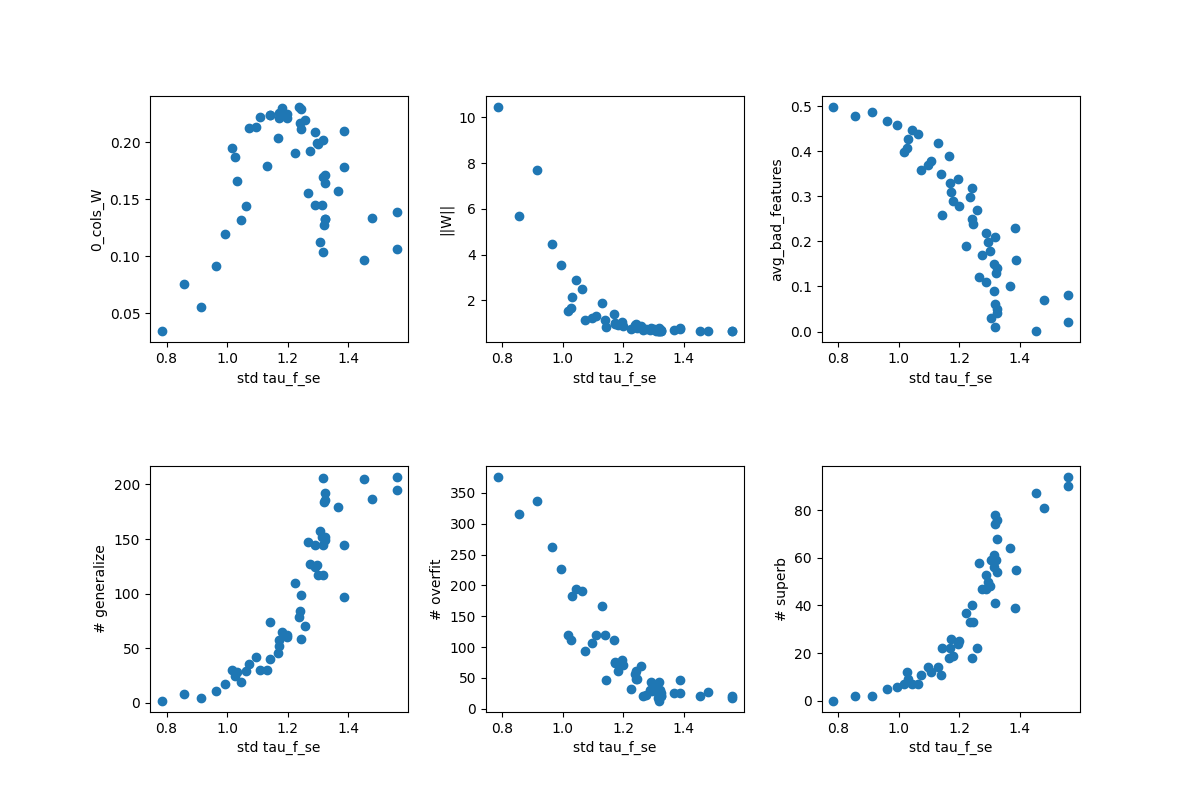 0_cols_W
0.20
0.15
0.10
0.05
0.8 1.0 1.2 1.4
std tau_f_se
||W||
10
8
6
4
2
0.8 1.0 1.2 1.4
std tau_f_se
avg_bad_features
0.5
0.4
0.3
0.2
0.1
0.0
0.8 1.0 1.2 1.4
std tau_f_se
# generalize
200
150
100
50
0
0.8 1.0 1.2 1.4
std tau_f_se
# overfit
350
300
250
200
150
100
50
0
0.8 1.0 1.2 1.4
std tau_f_se
# superb
80
60
40
20
0
0.8 1.0 1.2 1.4
std tau_f_se